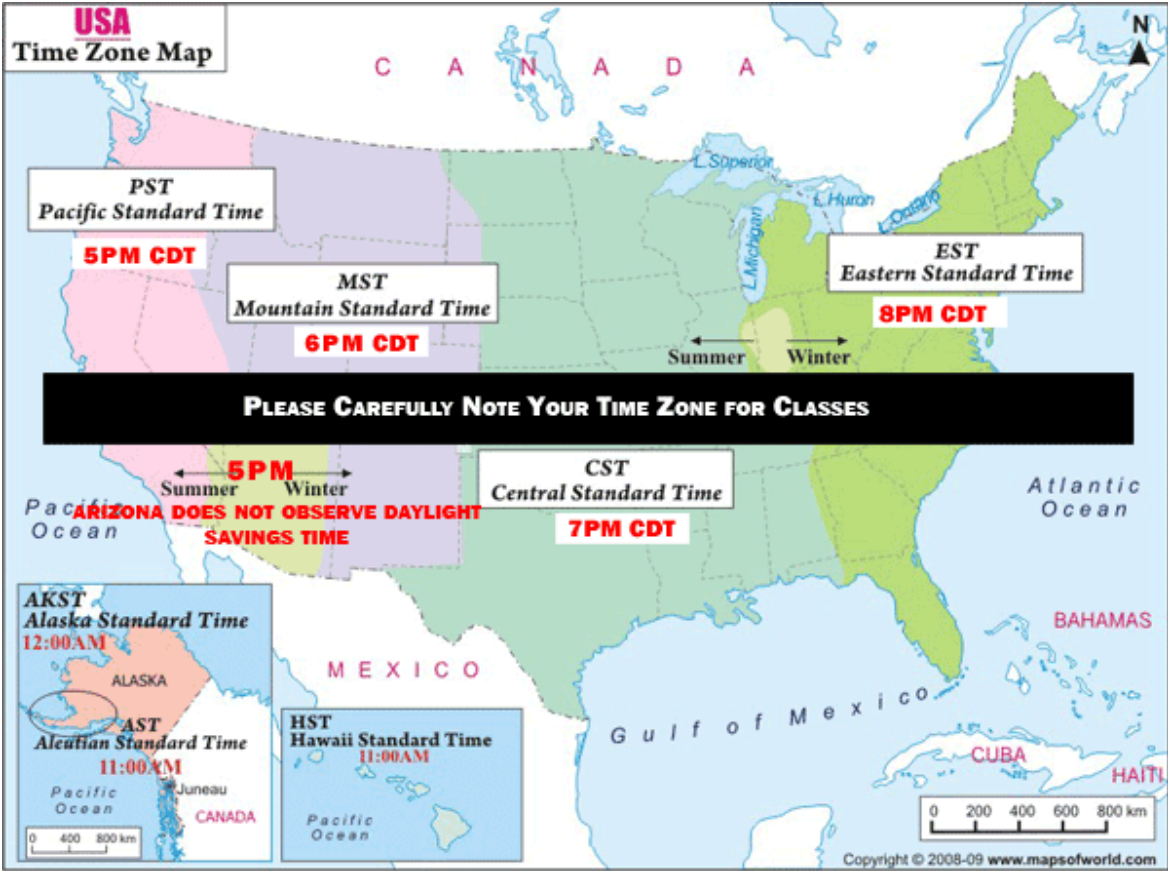 USA
Time Zone Map
N
C A N A D A
L. Superior
L. Huron
L. Ontario
L. Michigan
PST
Pacific Standard Time
5PM CDT
MST
Mountain Standard Time
6PM CDT
EST
Eastern Standard Time
8PM CDT
Summer Winter
PLEASE CAREFULLY NOTE YOUR TIME ZONE FOR CLASSES
5PM
Summer Winter
ARIZONA DOES NOT OBSERVE DAYLIGHT
SAVINGS TIME
CST
Central Standard Time
7PM CDT
Pacific
Ocean
Atlantic
Ocean
AKST
Alaska Standard Time
12:00AM
ALASKA
AST
Aleutian Standard Time
11:00AM
Pacific
Ocean
Juneau
CANADA
0 400 800 km
MEXICO
HST
Hawaii Standard Time
11:00AM
Pacific
Ocean
Gulf of Mexico
BAHAMAS
CUBA
HAITI
0 200 400 600 800 km
Copyright © 2008-09 www.mapsofworld.com